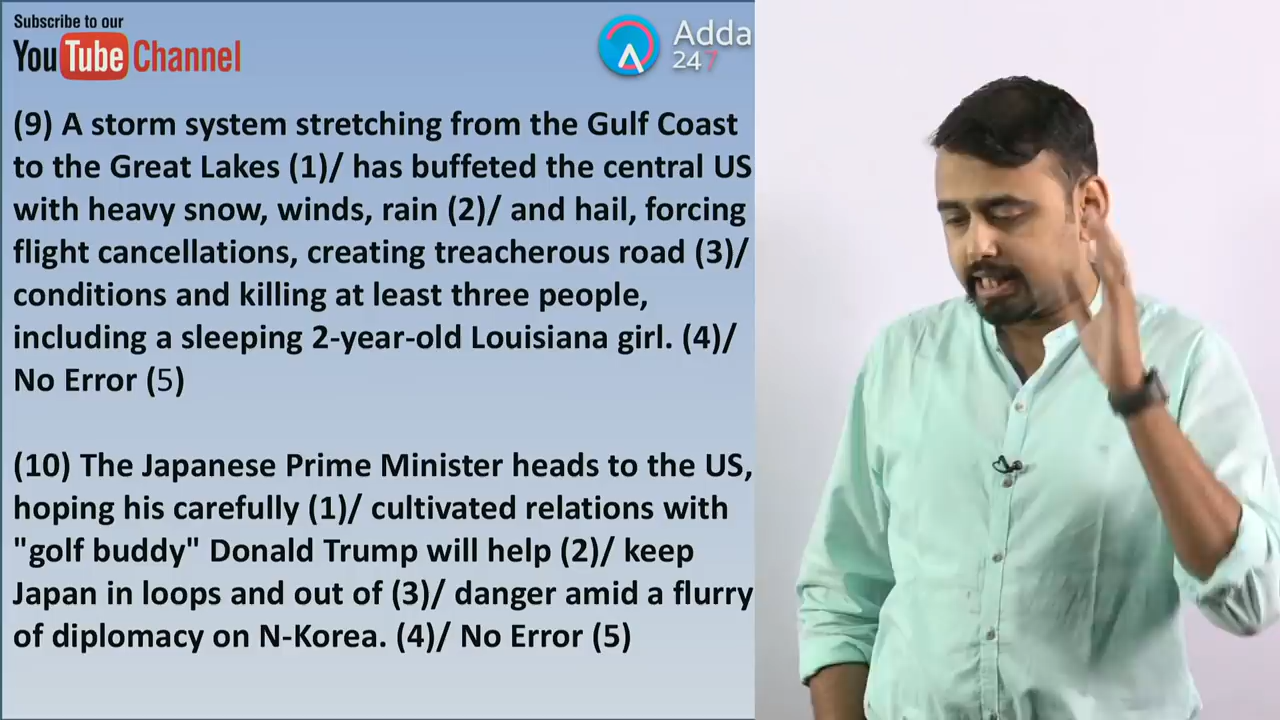 Subscribe to our
YouTube Channel
Adda
247
(9) A storm system stretching from the Gulf Coast
to the Great Lakes (1)/ has buffeted the central US
with heavy snow, winds, rain (2)/ and hail, forcing
flight cancellations, creating treacherous road (3)/
conditions and killing at least three people,
including a sleeping 2-year-old Louisiana girl. (4)/
No Error (5)
(10) The Japanese Prime Minister heads to the US,
hoping his carefully (1)/ cultivated relations with
"golf buddy" Donald Trump will help (2)/ keep
Japan in loops and out of (3)/ danger amid a flurry
of diplomacy on N-Korea. (4)/ No Error (5)